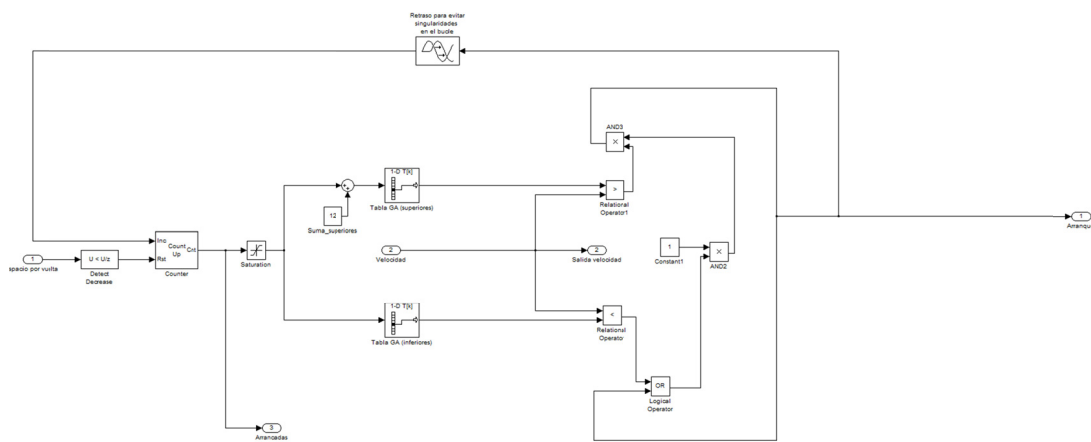 Retraso para evitar
singularidades
en el bucle
AND3
×
1-D T[k]
Tabla GA (superiores)
12
Suma_superiores
>
Relational
Operator1
1
Arranqu
Inc
Count
Up
Cnt
Rst
Counter
1
spacio por vuelta
U < U/z
Detect
Decrease
Saturation
2
Velocidad
2
Salida velocidad
1
Constant1
×
AND2
1-D T[k]
Tabla GA (inferiores)
<
Relational
Operator
OR
Logical
Operator
3
Arrancadas